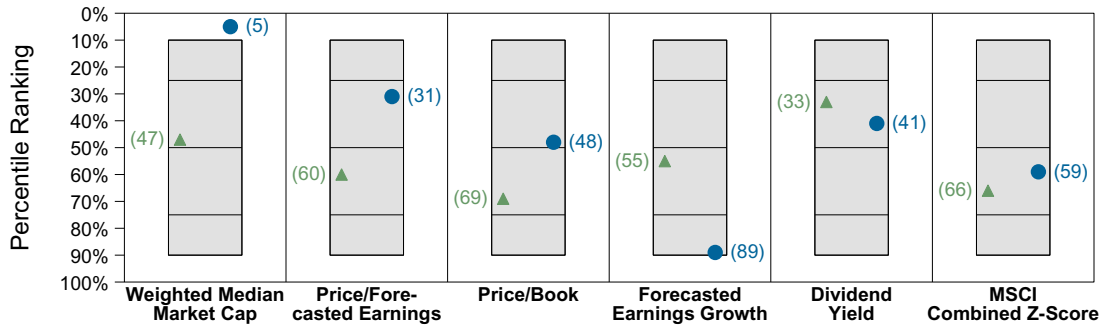 Percentile Ranking
0%
10%
20%
30%
40%
50%
60%
70%
80%
90%
100%
(5)
(47)
(31)
(60)
(48)
(69)
(55)
(89)
(33)
(41)
(59)
(66)
Weighted Median
Market Cap
Price/Fore-
casted Earnings
Price/Book
Forecasted
Earnings Growth
Dividend
Yield
MSCI
Combined Z-Score